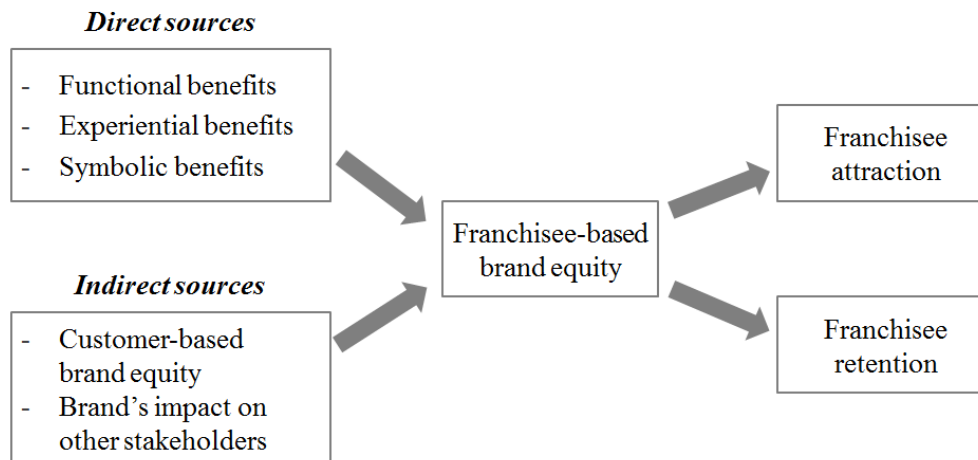 Direct sources
- Functional benefits
- Experiential benefits
- Symbolic benefits
Indirect sources
- Customer-based
brand equity
- Brand’s impact on
other stakeholders
Franchisee-based
brand equity
Franchisee
attraction
Franchisee
retention